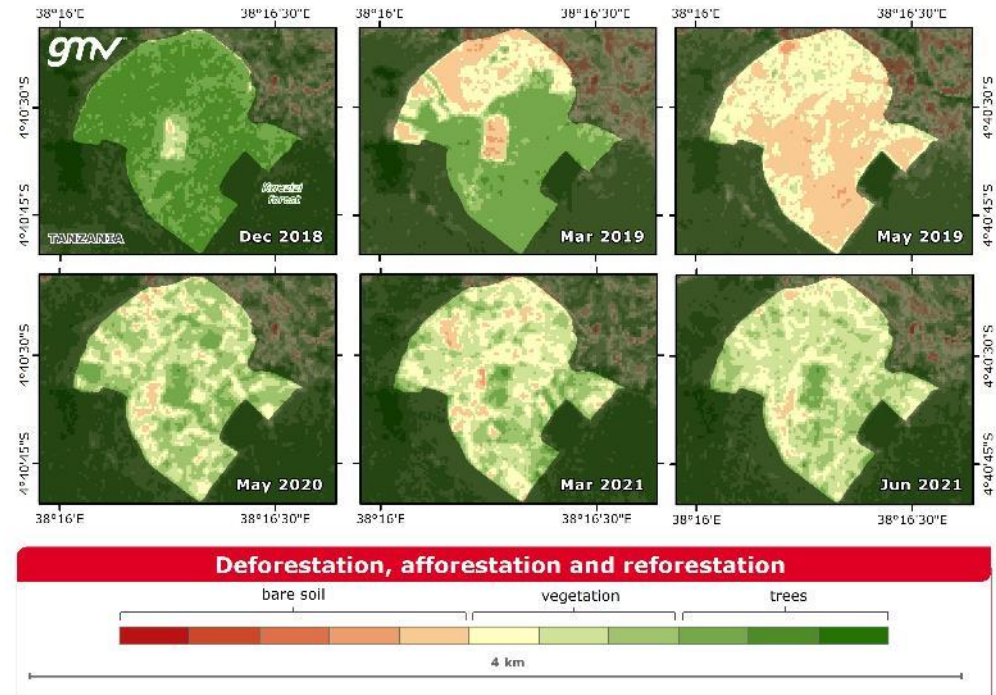 38°16'E 38°16'30"E 38°16'E 38°16'30"E 38°16'E 38°16'30"E
gmv
4°40'30"S 4°40'30"S
Kwezizi
forest
4°40'45"S 4°40'45"S
TANZANIA Dec 2018 Mar 2019 May 2019
4°40'30"S 4°40'30"S
4°40'45"S 4°40'45"S
May 2020 Mar 2021 Jun 2021
38°16'E 38°16'30"E 38°16'E 38°16'30"E 38°16'E 38°16'30"E
Deforestation, afforestation and reforestation
bare soil vegetation trees
4 km